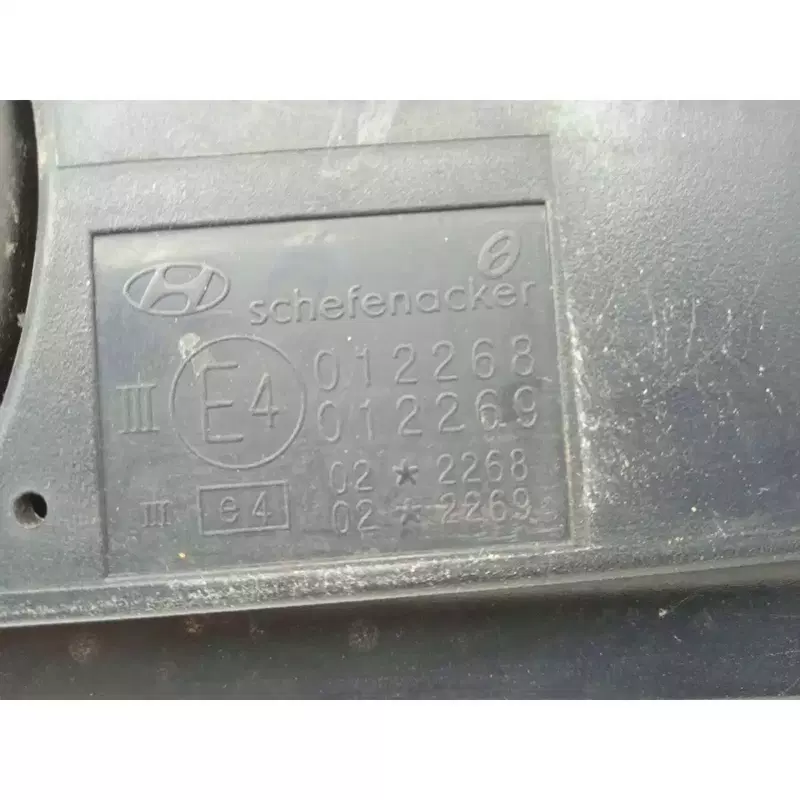 schefenacker
III E4 012268
012269
III e4 02 * 2268
02 * 2269